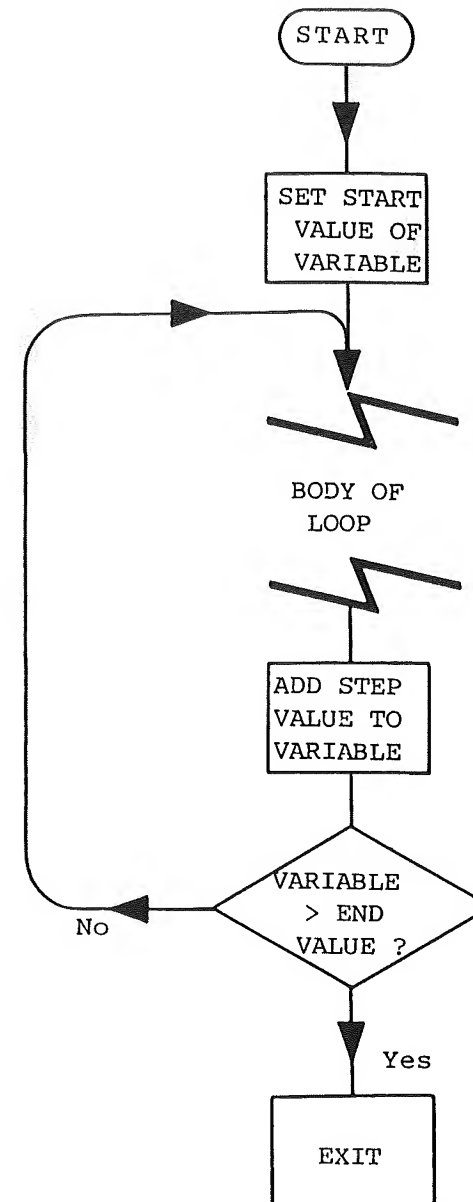 START
SET START
VALUE OF
VARIABLE
BODY OF
LOOP
ADD STEP
VALUE TO
VARIABLE
VARIABLE
> END
VALUE ?
No
Yes
EXIT